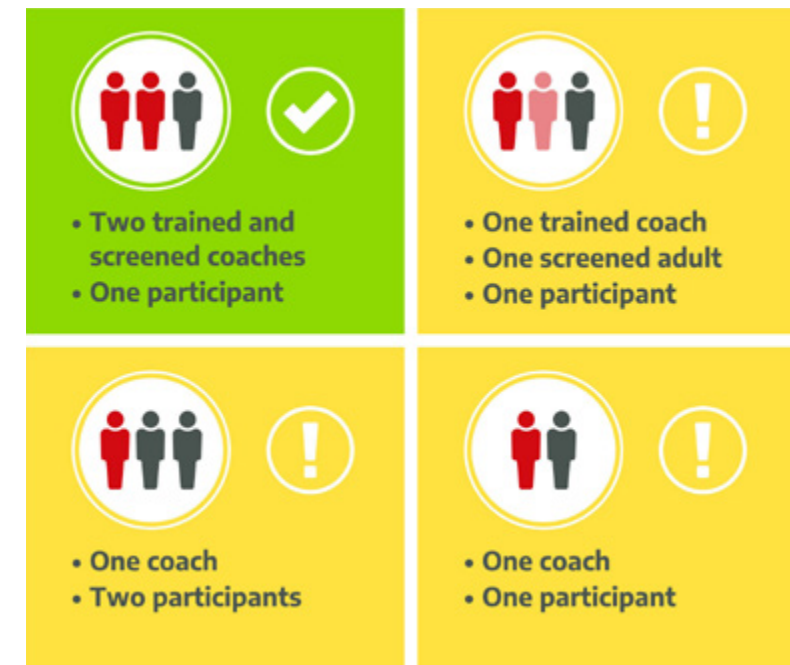 • Two trained and
screened coaches
• One participant
• One trained coach
• One screened adult
• One participant
• One coach
• Two participants
• One coach
• One participant